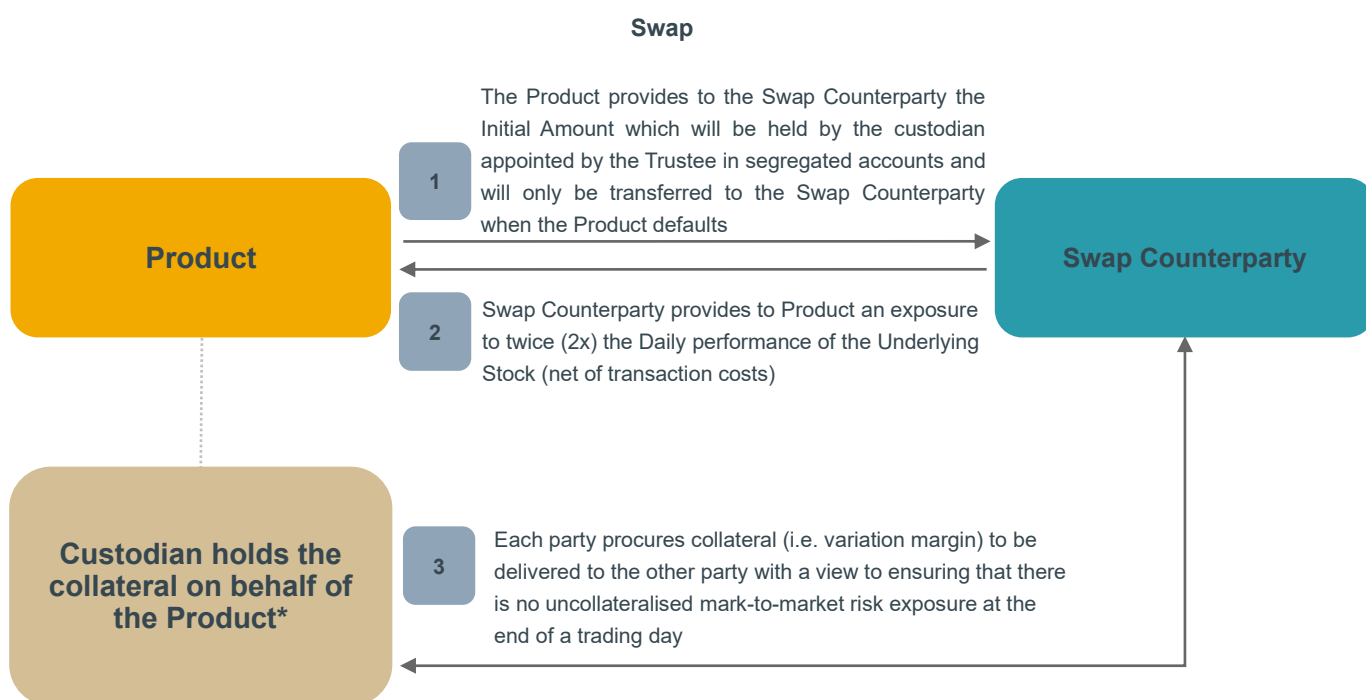 Swap
The Product provides to the Swap Counterparty the
Initial Amount which will be held by the custodian
appointed by the Trustee in segregated accounts and
will only be transferred to the Swap Counterparty
when the Product defaults
1
Product
Swap Counterparty
2
Swap Counterparty provides to Product an exposure
to twice (2x) the Daily performance of the Underlying
Stock (net of transaction costs)
Custodian holds the
collateral on behalf of
the Product*
3
Each party procures collateral (i.e. variation margin) to be
delivered to the other party with a view to ensuring that there
is no uncollateralised mark-to-market risk exposure at the
end of a trading day